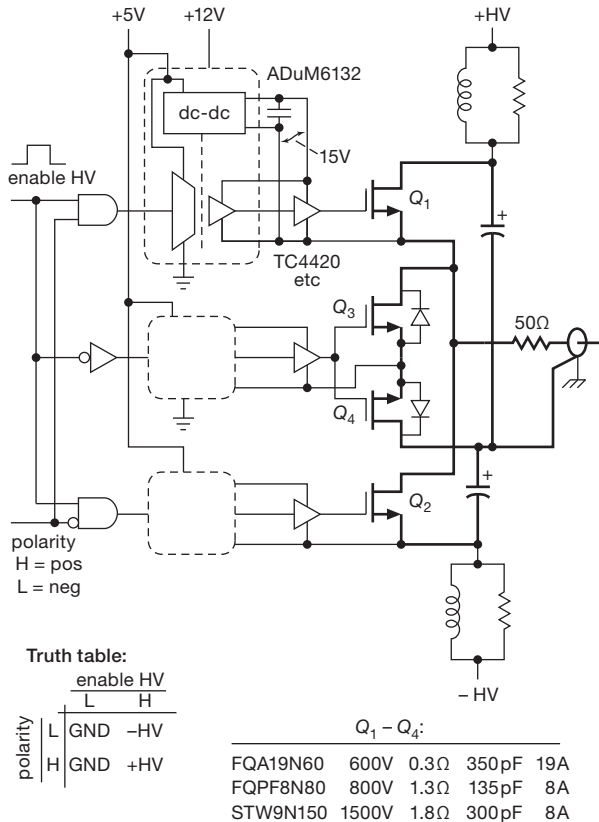 +5V +12V +HV
ADuM6132
dc-dc
15V
enable HV
Q1
TC4420
etc
Q3
50Ω
Q4
Q2
polarity
H = pos
L = neg
– HV
Truth table:
enable HV
L H
polarity
L GND –HV
H GND +HV
Q1 – Q4:
FQA19N60 600V 0.3Ω 350pF 19A
FQPF8N80 800V 1.3Ω 135pF 8A
STW9N150 1500V 1.8Ω 300pF 8A
+
+